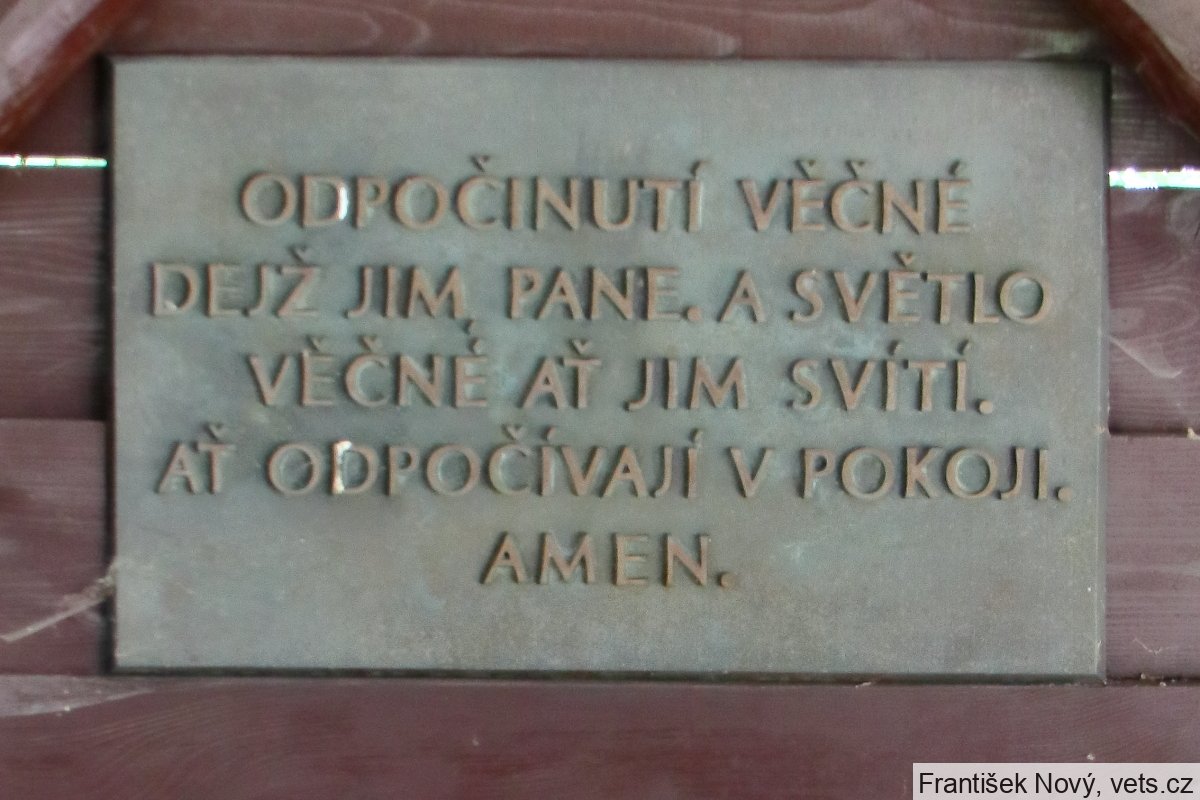 ODPOČINUTÍ VĚČNÉ
DEJŽ JIM PANE. A SVĚTLO
VĚČNÉ AŤ JIM SVÍTÍ.
AŤ ODPOČÍVAJÍ V POKOJI.
AMEN.
František Nový, vets.cz